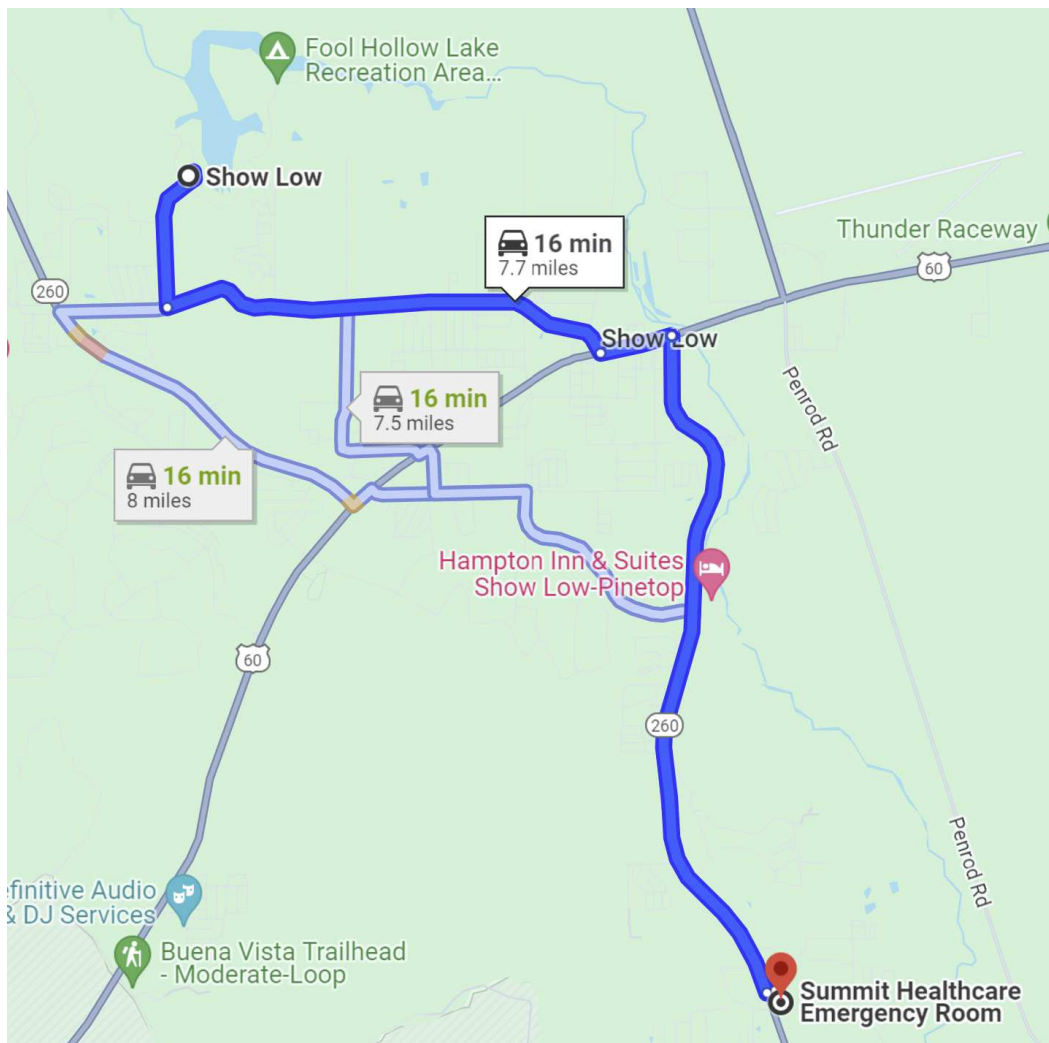 Fool Hollow Lake
Recreation Area...
Show Low
16 min
7.7 miles
Thunder Raceway
60
260
Show Low
16 min
7.5 miles
Penrod Rd
16 min
8 miles
Hampton Inn & Suites
Show Low-Pinetop
60
260
Penrod Rd
efinitive Audio
& DJ Services
Buena Vista Trailhead
- Moderate-Loop
Summit Healthcare
Emergency Room